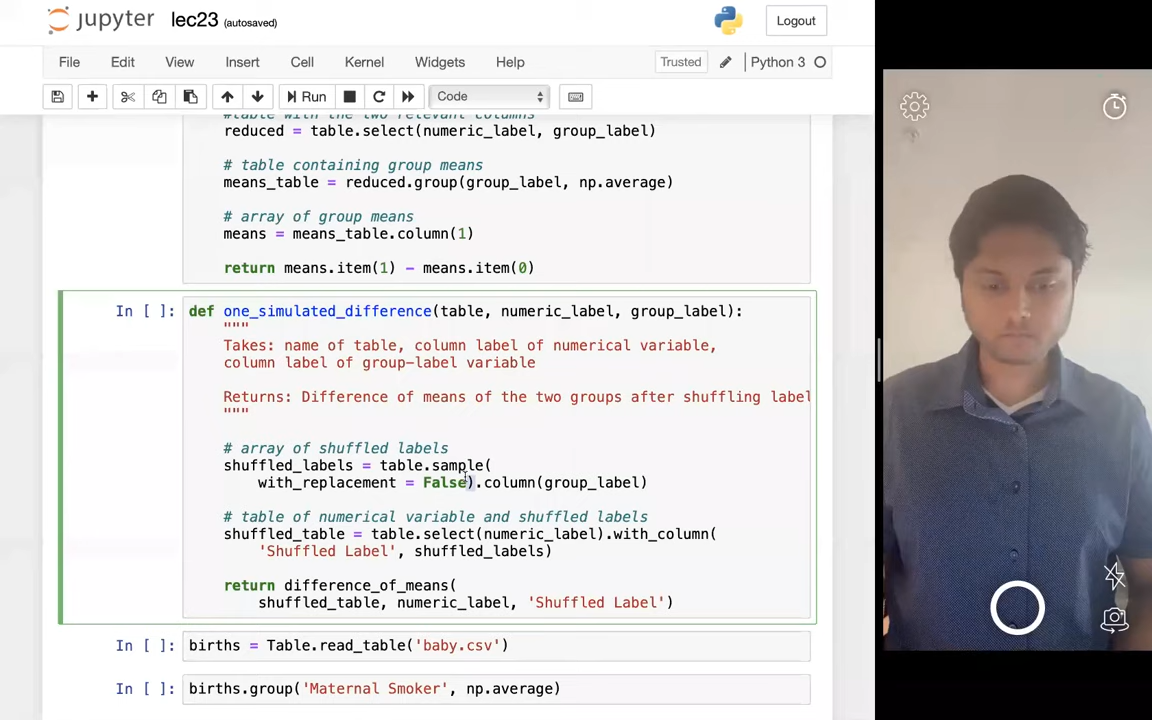 jupyter lec23 (autosaved)
Logout
File Edit View Insert Cell Kernel Widgets Help
Trusted
Python 3
Run
Code
#table with the two relevant columns
reduced = table.select(numeric_label, group_label)
# table containing group means
means_table = reduced.group(group_label, np.average)
# array of group means
means = means_table.column(1)
return means.item(1) - means.item(0)
In [ ]: def one_simulated_difference(table, numeric_label, group_label):
"""
Takes: name of table, column label of numerical variable,
column label of group-label variable
Returns: Difference of means of the two groups after shuffling label
"""
# array of shuffled labels
shuffled_labels = table.sample(
with_replacement = False).column(group_label)
# table of numerical variable and shuffled labels
shuffled_table = table.select(numeric_label).with_column(
'Shuffled Label', shuffled_labels)
return difference_of_means(
shuffled_table, numeric_label, 'Shuffled Label')
In [ ]: births = Table.read_table('baby.csv')
In [ ]: births.group('Maternal Smoker', np.average)